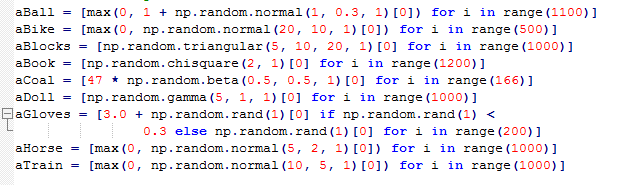 aBall = [max(0, 1 + np.random.normal(1, 0.3, 1)[0]) for i in range(1100)]
aBike = [max(0, np.random.normal(20, 10, 1)[0]) for i in range(500)]
aBlocks = [np.random.triangular(5, 10, 20, 1)[0] for i in range(1000)]
aBook = [np.random.chisquare(2, 1)[0] for i in range(1200)]
aCoal = [47 * np.random.beta(0.5, 0.5, 1)[0] for i in range(166)]
aDoll = [np.random.gamma(5, 1, 1)[0] for i in range(1000)]
aGloves = [3.0 + np.random.rand(1)[0] if np.random.rand(1) <
0.3 else np.random.rand(1)[0] for i in range(200)]
aHorse = [max(0, np.random.normal(5, 2, 1)[0]) for i in range(1000)]
aTrain = [max(0, np.random.normal(10, 5, 1)[0]) for i in range(1000)]